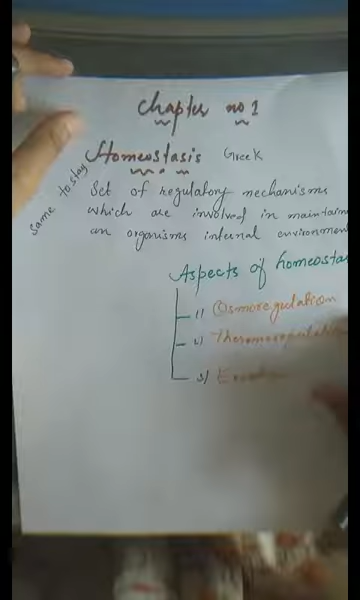 Chapter no 1
Homeostasis Greek
Same to stay
Set of regulatory mechanisms
which are involved in maintain
an organisms internal environment
Aspects of homeosta
1) Osmoregulation
2) Thermoregulation
3)